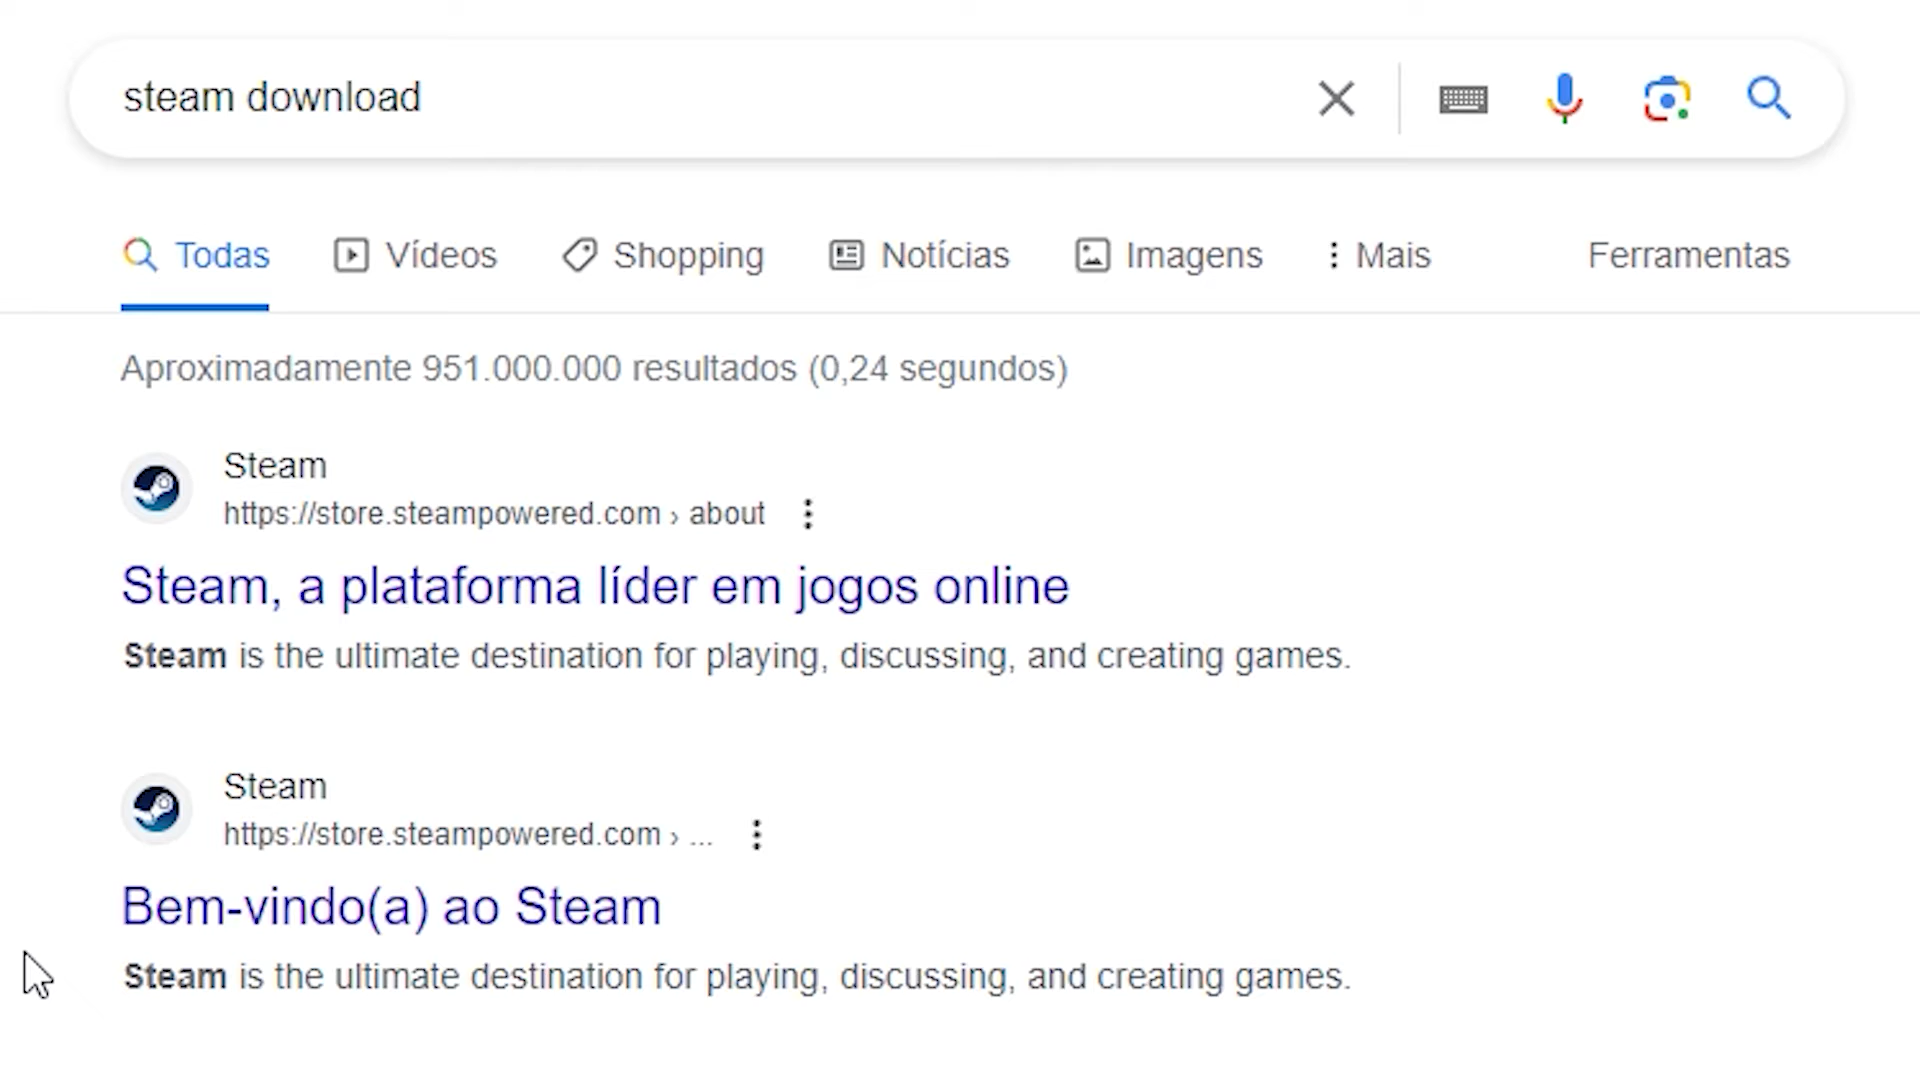 steam download
Todas Vídeos Shopping Notícias Imagens Mais Ferramentas
Aproximadamente 951.000.000 resultados (0,24 segundos)
Steam
https://store.steampowered.com › about
Steam, a plataforma líder em jogos online
Steam is the ultimate destination for playing, discussing, and creating games.
Steam
https://store.steampowered.com › ...
Bem-vindo(a) ao Steam
Steam is the ultimate destination for playing, discussing, and creating games.